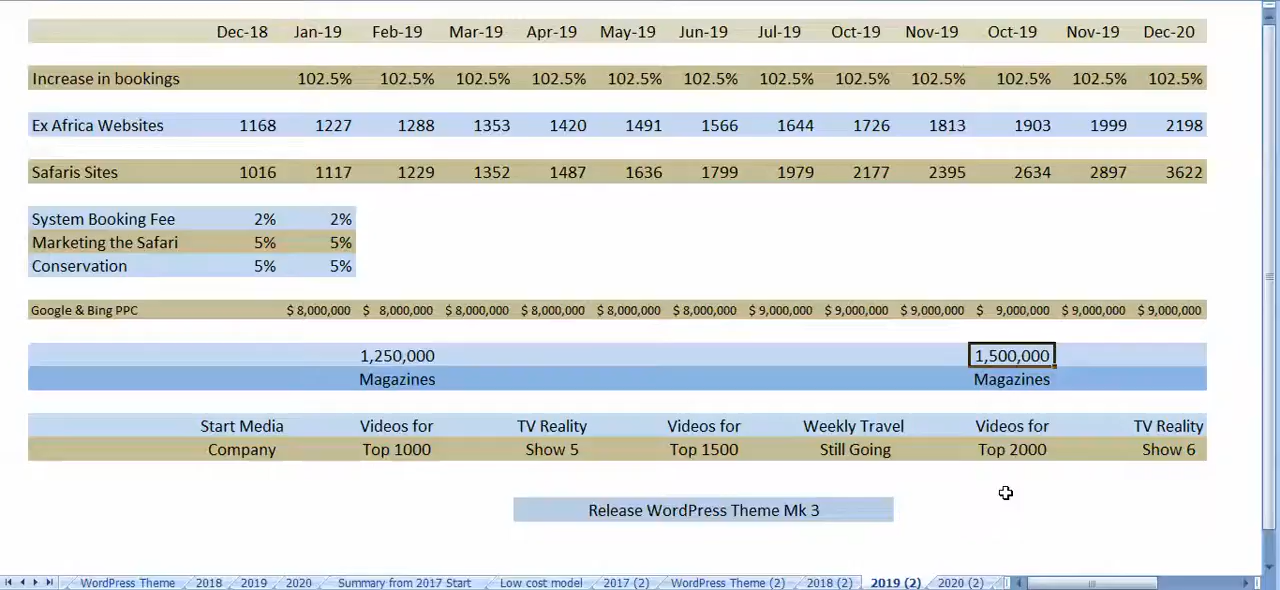 Dec-18 Jan-19 Feb-19 Mar-19 Apr-19 May-19 Jun-19 Jul-19 Oct-19 Nov-19 Oct-19 Nov-19 Dec-20
Increase in bookings 102.5% 102.5% 102.5% 102.5% 102.5% 102.5% 102.5% 102.5% 102.5% 102.5% 102.5% 102.5%
Ex Africa Websites 1168 1227 1288 1353 1420 1491 1566 1644 1726 1813 1903 1999 2198
Safaris Sites 1016 1117 1229 1352 1487 1636 1799 1979 2177 2395 2634 2897 3622
System Booking Fee 2% 2%
Marketing the Safari 5% 5%
Conservation 5% 5%
Google & Bing PPC $ 8,000,000 $ 8,000,000 $ 8,000,000 $ 8,000,000 $ 8,000,000 $ 8,000,000 $ 9,000,000 $ 9,000,000 $ 9,000,000 $ 9,000,000 $ 9,000,000 $ 9,000,000
1,250,000 1,500,000
Magazines Magazines
Start Media Videos for TV Reality Videos for Weekly Travel Videos for TV Reality
Company Top 1000 Show 5 Top 1500 Still Going Top 2000 Show 6
Release WordPress Theme Mk 3
WordPress Theme 2018 2019 2020 Summary from 2017 Start Low cost model 2017 (2) WordPress Theme (2) 2018 (2) 2019 (2) 2020 (2)